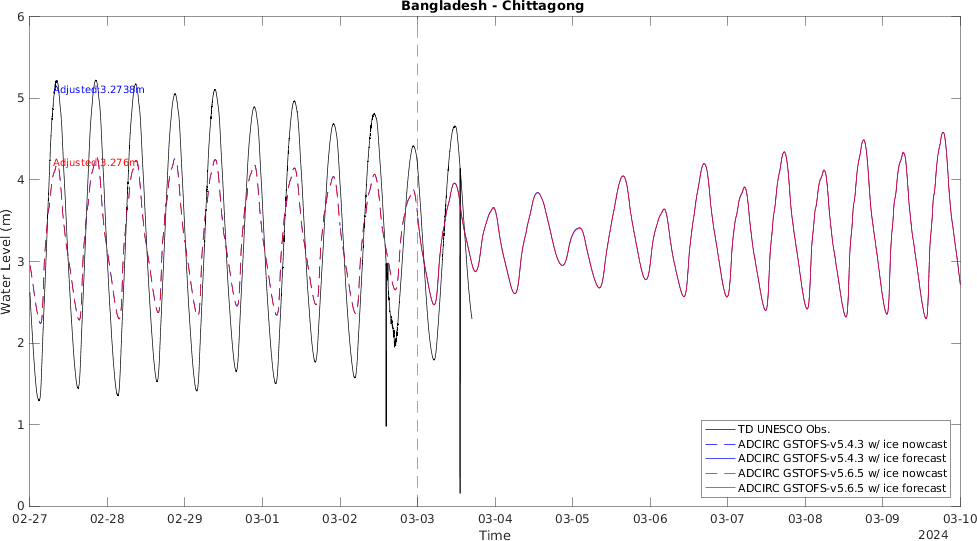 Bangladesh - Chittagong
6
5
4
3
2
1
0
Water Level (m)
Adjusted:3.2738m
Adjusted:3.276m
TD UNESCO Obs.
ADCIRC GSTOFS-v5.4.3 w/ ice nowcast
ADCIRC GSTOFS-v5.4.3 w/ ice forecast
ADCIRC GSTOFS-v5.6.5 w/ ice nowcast
ADCIRC GSTOFS-v5.6.5 w/ ice forecast
02-27 02-28 02-29 03-01 03-02 03-03 03-04 03-05 03-06 03-07 03-08 03-09 03-10
Time
2024